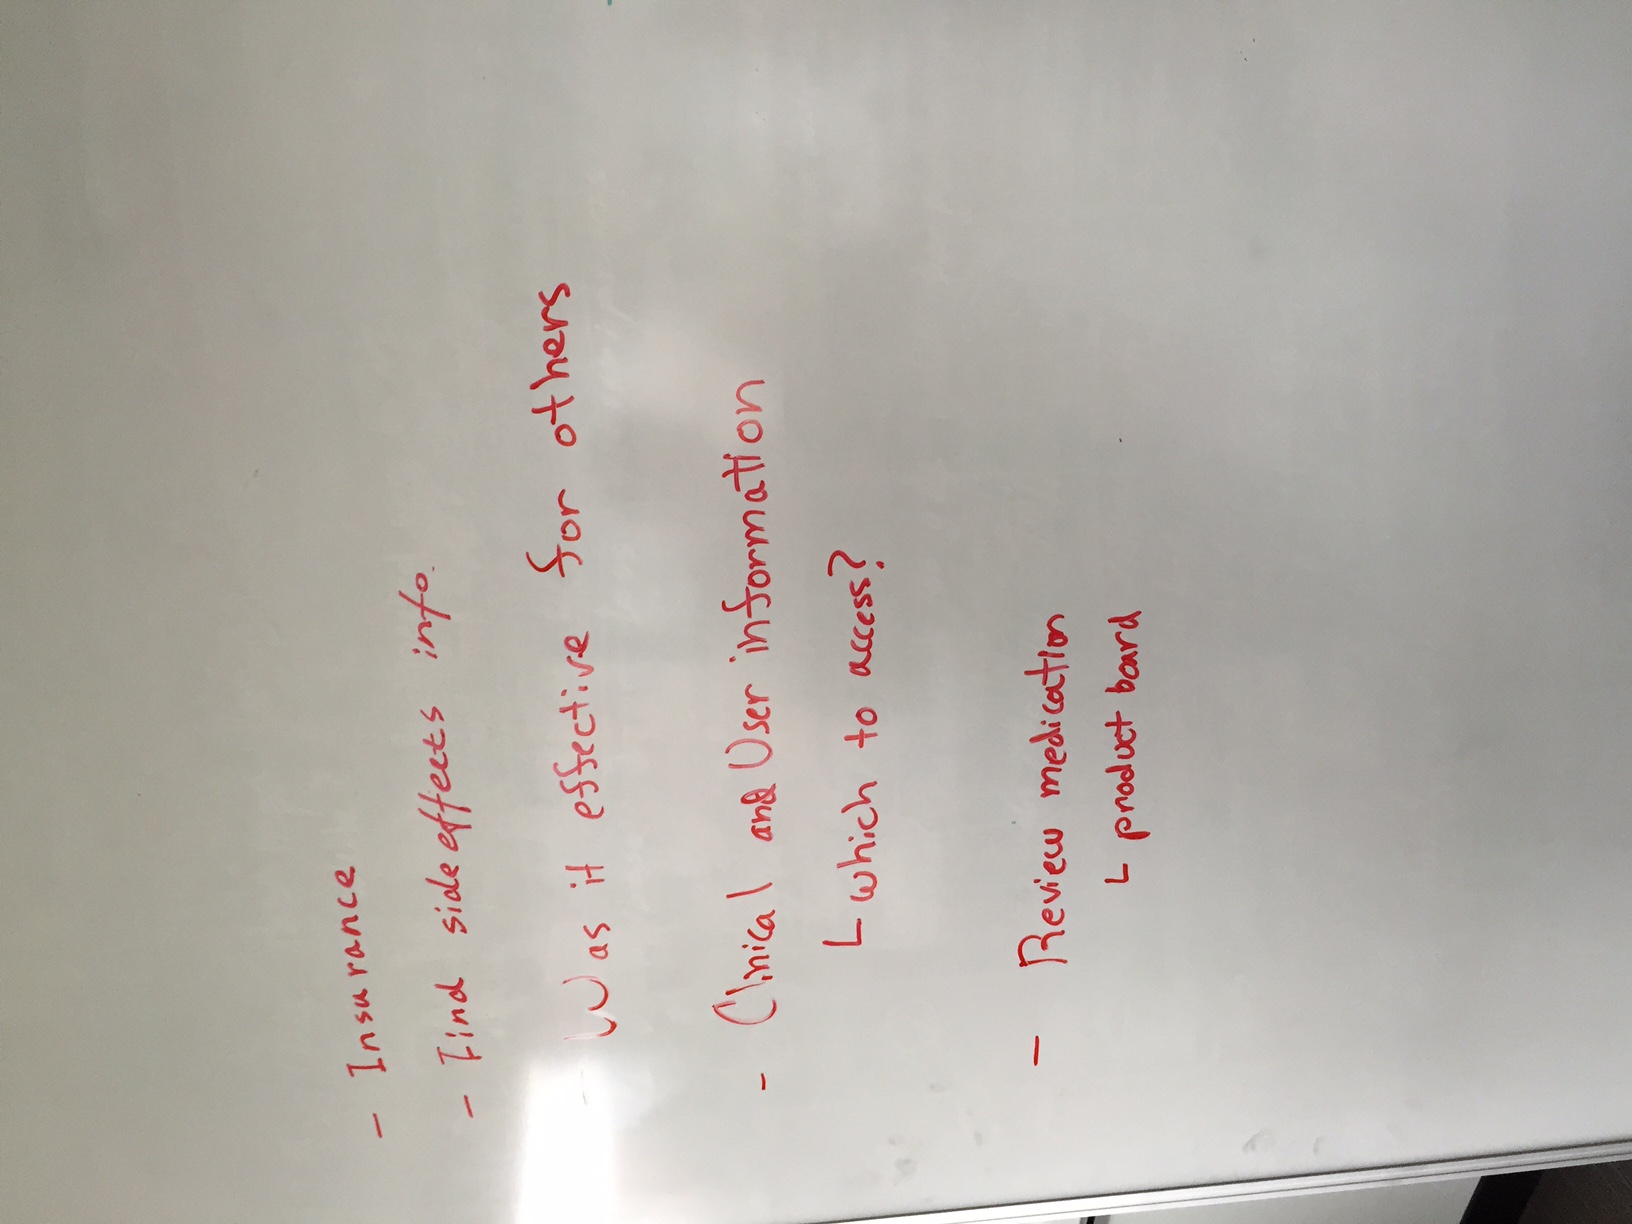 - Insurance
- Find side effects info.
- Was it effective for others
- Clinical and User information
└ which to access?
- Review medication
└ product board